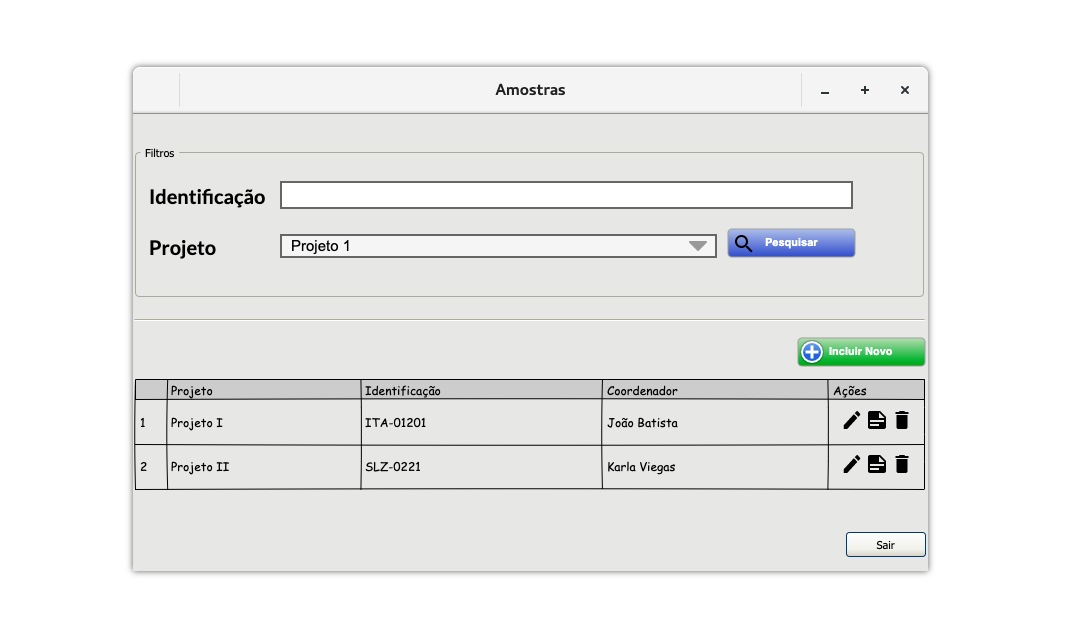 Amostras
Filtros
Identificação
Projeto
Projeto 1
Pesquisar
Incluir Novo
Projeto Identificação Coordenador Ações
1 Projeto I ITA-01201 João Batista
2 Projeto II SLZ-0221 Karla Viegas
Sair